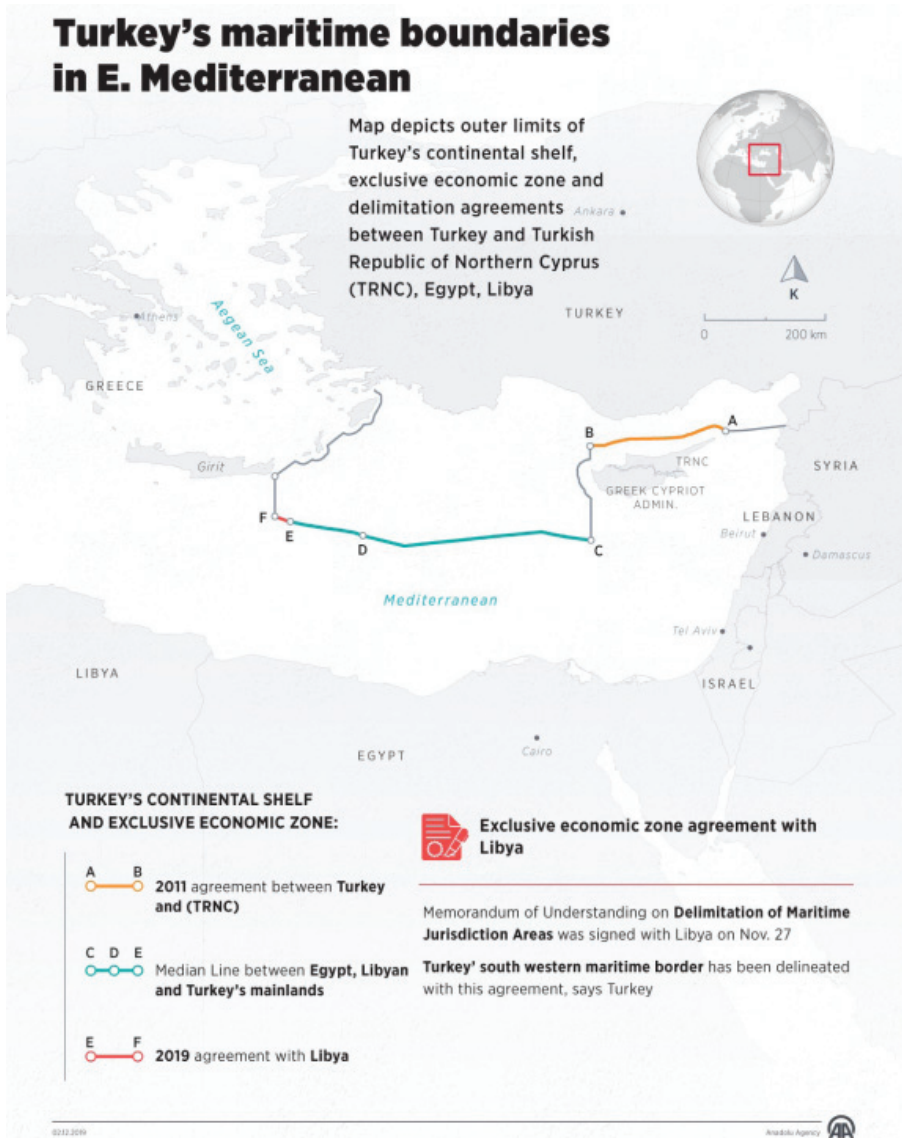 Turkey's maritime boundaries
in E. Mediterranean
Map depicts outer limits of
Turkey's continental shelf,
exclusive economic zone and
delimitation agreements
between Turkey and Turkish
Republic of Northern Cyprus
(TRNC), Egypt, Libya
Ankara
K
0 200 km
TURKEY
Athens
Aegean Sea
GREECE
A
B
TRNC
Girit
SYRIA
GREEK CYPRIOT
ADMIN.
F
E
D
C
LEBANON
Beirut
Damascus
Mediterranean
Tel Aviv
LIBYA
ISRAEL
EGYPT
Cairo
TURKEY'S CONTINENTAL SHELF
AND EXCLUSIVE ECONOMIC ZONE:
A B
2011 agreement between Turkey
and (TRNC)
C D E
Median Line between Egypt, Libyan
and Turkey's mainlands
E F
2019 agreement with Libya
Exclusive economic zone agreement with
Libya
Memorandum of Understanding on Delimitation of Maritime
Jurisdiction Areas was signed with Libya on Nov. 27
Turkey' south western maritime border has been delineated
with this agreement, says Turkey
02.12.2019
Anadolu Agency
AA